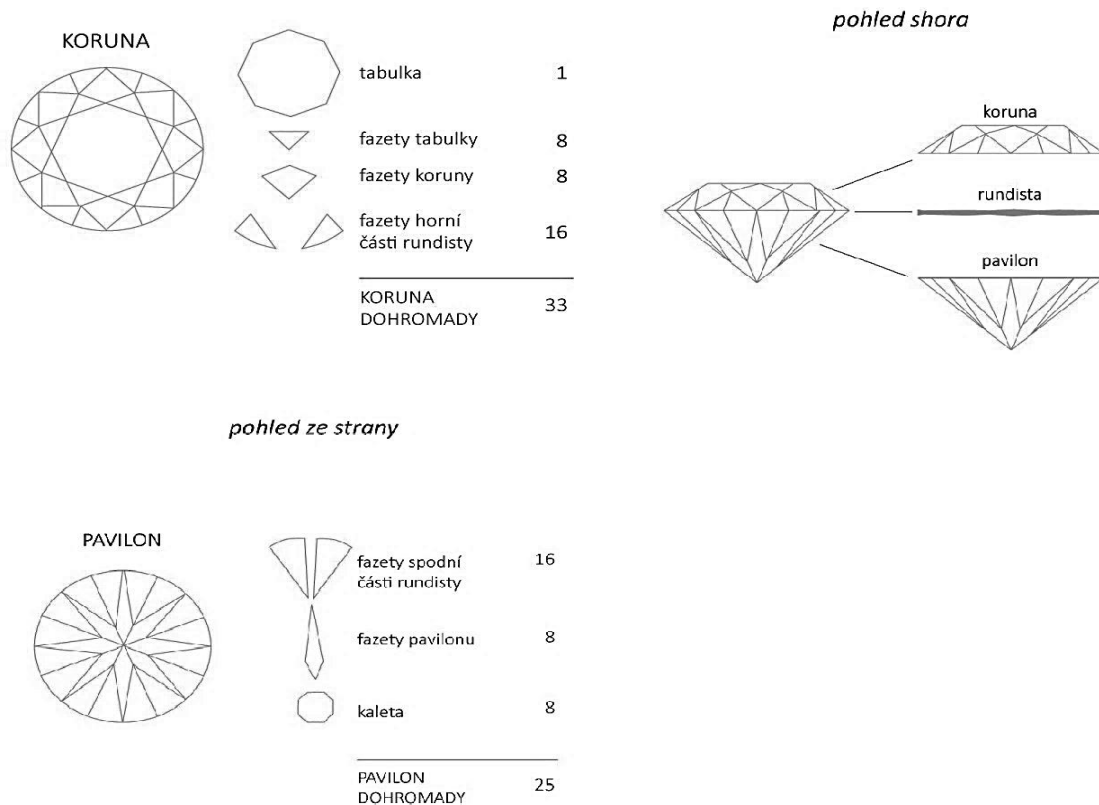 pohled shora
KORUNA
tabulka 1
fazety tabulky 8
fazety koruny 8
fazety horní
části rundisty 16
KORUNA
DOHROMADY 33
koruna
rundista
pavilon
pohled ze strany
PAVILON
fazety spodní
části rundisty 16
fazety pavilonu 8
kaleta 8
PAVILON
DOHROMADY 25